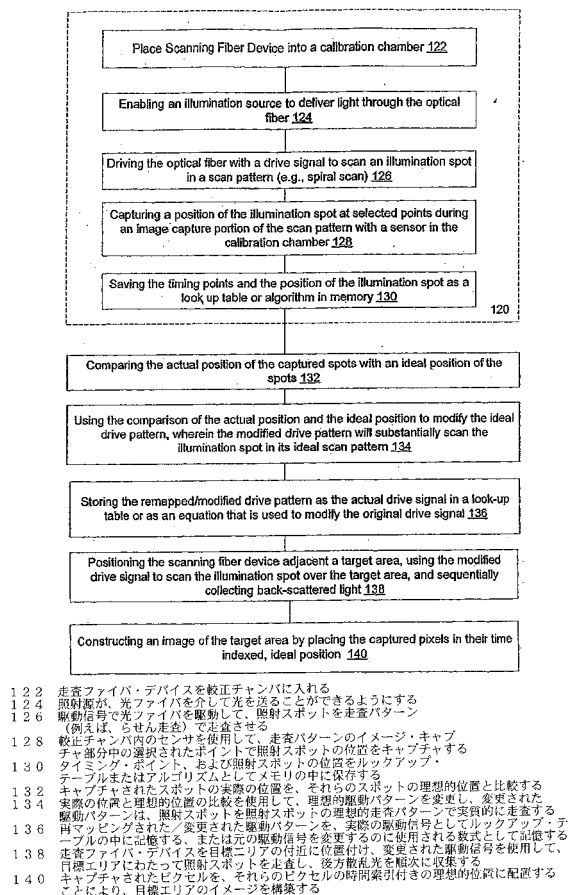 Place Scanning Fiber Device into a calibration chamber 122
Enabling an illumination source to deliver light through the optical
fiber 124
Driving the optical fiber with a drive signal to scan an illumination spot
in a scan pattern (e.g., spiral scan) 126
Capturing a position of the illumination spot at selected points during
an image capture portion of the scan pattern with a sensor in the
calibration chamber 128
Saving the timing points and the position of the illumination spot as a
look up table or algorithm in memory 130
120
Comparing the actual position of the captured spots with an ideal position of the
spots 132
Using the comparison of the actual position and the ideal position to modify the ideal
drive pattern, wherein the modified drive pattern will substantially scan the
illumination spot in its ideal scan pattern 134
Storing the remapped/modified drive pattern as the actual drive signal in a look-up
table or as an equation that is used to modify the original drive signal 136
Positioning the scanning fiber device adjacent a target area, using the modified
drive signal to scan the illumination spot over the target area, and sequentially
collecting back-scattered light 138
Constructing an image of the target area by placing the captured pixels in their time
indexed, ideal position 140
122 走査ファイバ・デバイスを較正チャンバに入れる
124 照射源が、光ファイバを介して光を送ることができるようにする
126 駆動信号で光ファイバを駆動して、照射スポットを走査パターン
（例えば、らせん走査）で走査させる
128 較正チャンバ内のセンサを使用して、走査パターンのイメージ・キャプ
チャ部分中の選択されたポイントで照射スポットの位置をキャプチャする
130 タイミング・ポイント、および照射スポットの位置をルックアップ・
テーブルまたはアルゴリズムとしてメモリの中に保存する
132 キャプチャされたスポットの実際の位置を、それらのスポットの理想的位置と比較する
134 実際の位置と理想的位置の比較を使用して、理想的駆動パターンを変更し、変更された
駆動パターンは、照射スポットを照射スポットの理想的走査パターンで実質的に走査する
136 再マッピングされた／変更された駆動パターンを、実際の駆動信号としてルックアップ・テ
ーブルの中に記憶する、または元の駆動信号を変更するのに使用される数式として記憶する
138 走査ファイバ・デバイスを目標エリアの付近に位置付け、変更された駆動信号を使用して、
目標エリアにわたって照射スポットを走査し、後方散乱光を順次に収集する
140 キャプチャされたピクセルを、それらのピクセルの時間索引付きの理想的位置に配置する
ことにより、目標エリアのイメージを構築する